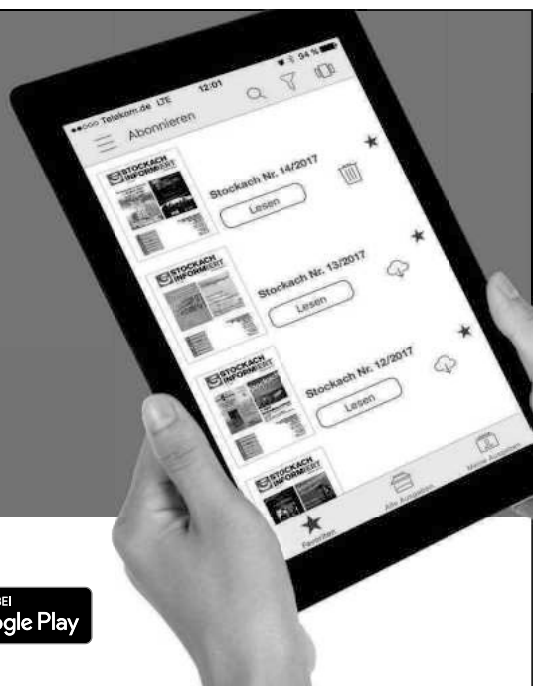 Telekom.de LTE 12:01 94 %
Abonnieren
STOCKACH
INFORMIERT
Stockach Nr. 14/2017
Lesen
STOCKACH
INFORMIERT
Stockach Nr. 13/2017
Lesen
STOCKACH
INFORMIERT
Stockach Nr. 12/2017
Lesen
STOCKACH
INFORMIERT
Favoriten
Alle Ausgaben
Meine Ausgaben
BEI
gle Play